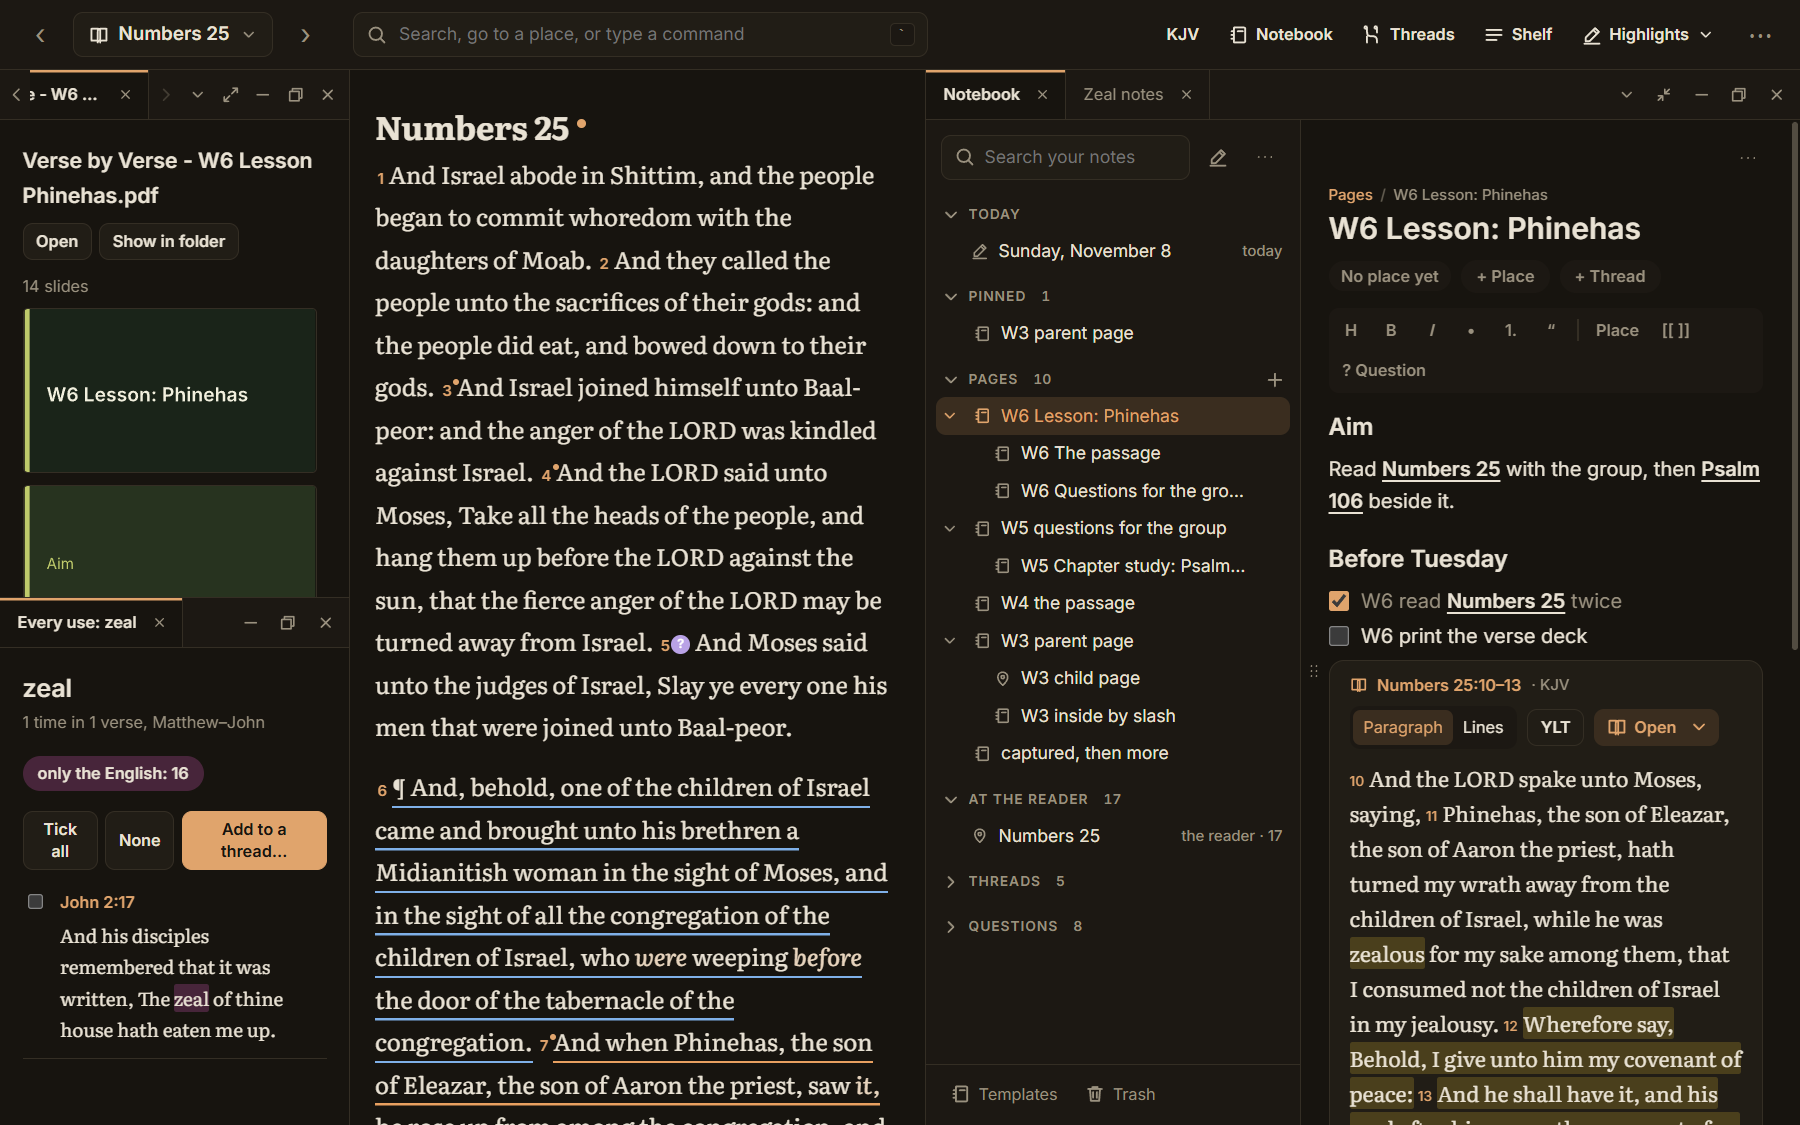 Numbers 25
Search, go to a place, or type a command
`
KJV
Notebook
Threads
Shelf
Highlights
e - W6 ...
Verse by Verse - W6 Lesson
Phinehas.pdf
Open
Show in folder
14 slides
W6 Lesson: Phinehas
Aim
Every use: zeal
zeal
1 time in 1 verse, Matthew–John
only the English: 16
Tick
all
None
Add to a
thread...
John 2:17
And his disciples
remembered that it was
written, The zeal of thine
house hath eaten me up.
Numbers 25
1 And Israel abode in Shittim, and the people
began to commit whoredom with the
daughters of Moab. 2 And they called the
people unto the sacrifices of their gods: and
the people did eat, and bowed down to their
gods. 3 And Israel joined himself unto Baal-
peor: and the anger of the LORD was kindled
against Israel. 4 And the LORD said unto
Moses, Take all the heads of the people, and
hang them up before the LORD against the
sun, that the fierce anger of the LORD may be
turned away from Israel. 5 ? And Moses said
unto the judges of Israel, Slay ye every one his
men that were joined unto Baal-peor.
6 ¶ And, behold, one of the children of Israel
came and brought unto his brethren a
Midianitish woman in the sight of Moses, and
in the sight of all the congregation of the
children of Israel, who were weeping before
the door of the tabernacle of the
congregation. 7 And when Phinehas, the son
of Eleazar, the son of Aaron the priest, saw it,
he rose up from among the congregation, and
Notebook
Zeal notes
Search your notes
TODAY
Sunday, November 8
today
PINNED 1
W3 parent page
PAGES 10
W6 Lesson: Phinehas
W6 The passage
W6 Questions for the gro...
W5 questions for the group
W5 Chapter study: Psalm...
W4 the passage
W3 parent page
W3 child page
W3 inside by slash
captured, then more
AT THE READER 17
Numbers 25
the reader · 17
THREADS 5
QUESTIONS 8
Templates
Trash
Pages / W6 Lesson: Phinehas
W6 Lesson: Phinehas
No place yet
+ Place
+ Thread
H B I • 1. “ Place [[ ]]
? Question
Aim
Read Numbers 25 with the group, then Psalm
106 beside it.
Before Tuesday
W6 read Numbers 25 twice
W6 print the verse deck
Numbers 25:10–13 · KJV
Paragraph
Lines
YLT
Open
10 And the LORD spake unto Moses,
saying, 11 Phinehas, the son of Eleazar,
the son of Aaron the priest, hath
turned my wrath away from the
children of Israel, while he was
zealous for my sake among them, that
I consumed not the children of Israel
in my jealousy. 12 Wherefore say,
Behold, I give unto him my covenant of
peace: 13 And he shall have it, and his